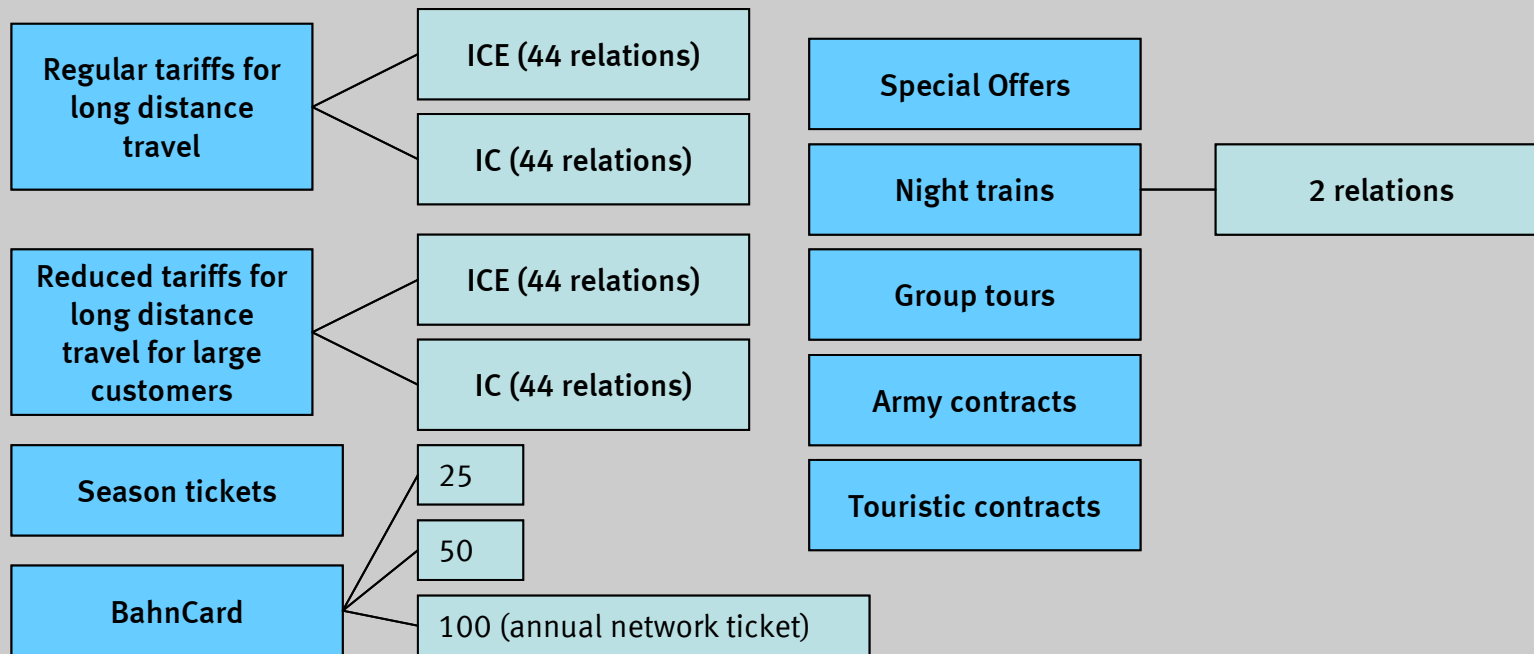 Regular tariffs for
long distance
travel
ICE (44 relations)
IC (44 relations)
Reduced tariffs for
long distance
travel for large
customers
ICE (44 relations)
IC (44 relations)
Season tickets
BahnCard
25
50
100 (annual network ticket)
Special Offers
Night trains
2 relations
Group tours
Army contracts
Touristic contracts